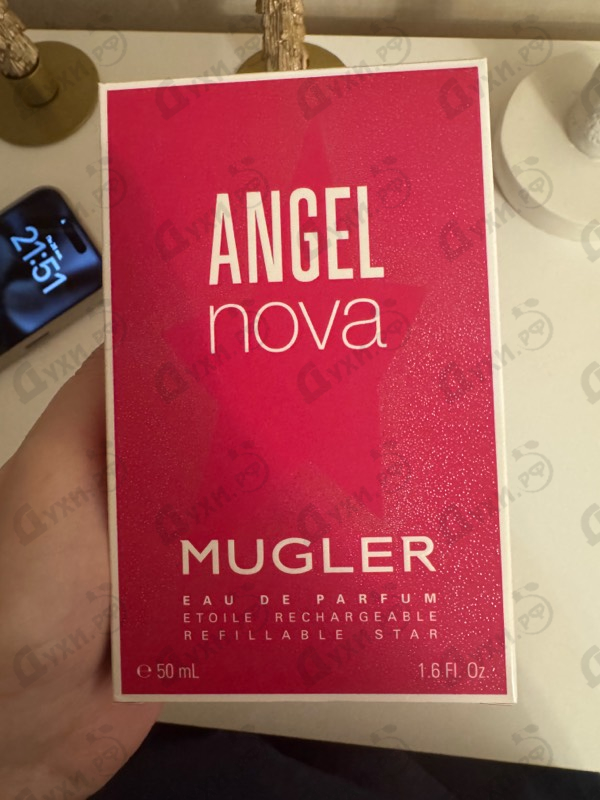 21:51
ANGEL
nova
MUGLER
EAU DE PARFUM
ETOILE RECHARGEABLE
REFILLABLE STAR
℮ 50 mL 1.6 Fl. Oz.
Духи.РФ